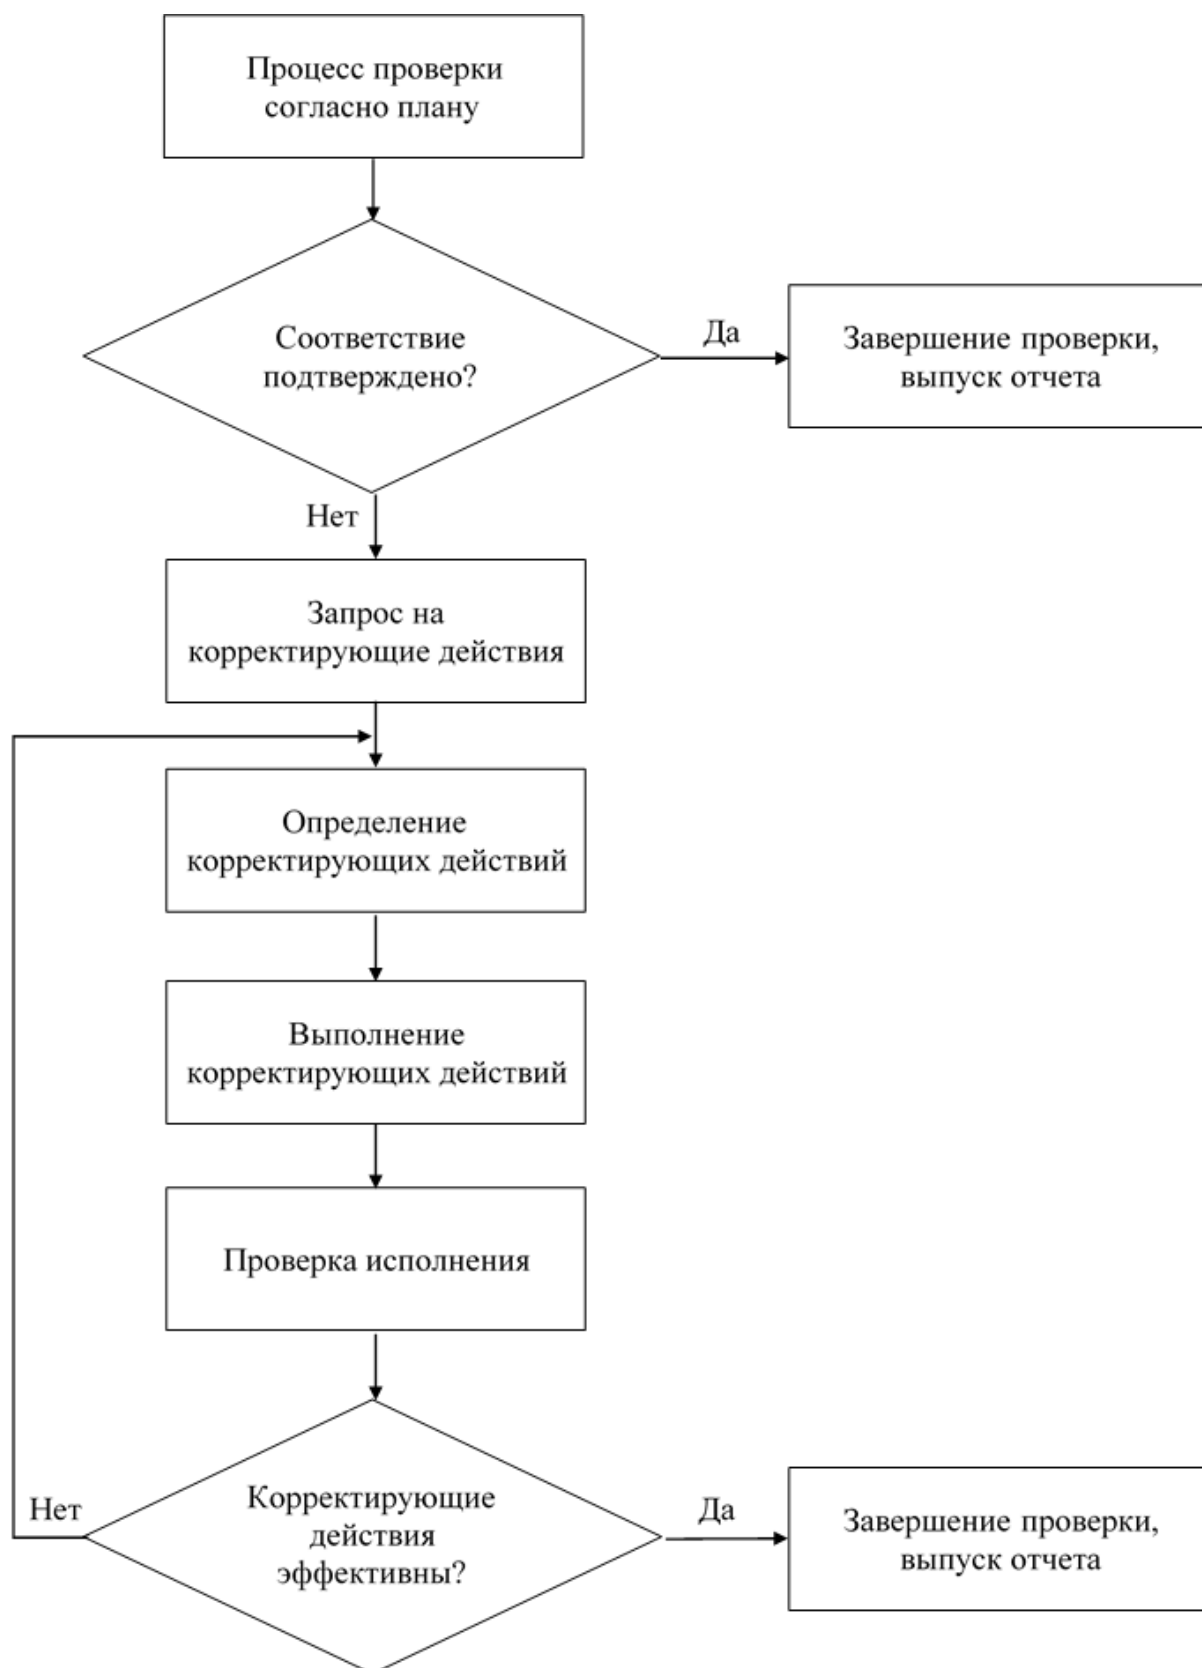 Процесс проверки
согласно плану
Соответствие
подтверждено?
Да
Завершение проверки,
выпуск отчета
Нет
Запрос на
корректирующие действия
Определение
корректирующих действий
Выполнение
корректирующих действий
Проверка исполнения
Корректирующие
действия
эффективны?
Нет
Да
Завершение проверки,
выпуск отчета